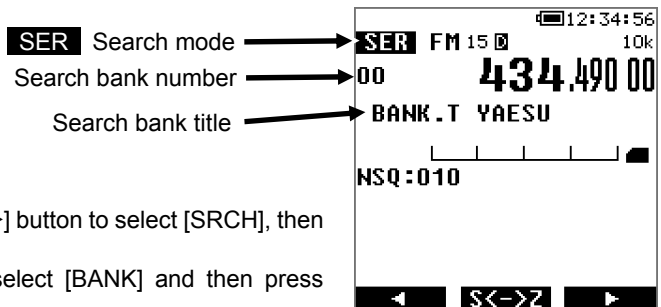 12:34:56
SER Search mode
SER FM 15 D 10k
Search bank number
00 434.490 00
Search bank title
BANK.T YAESU
NSQ:010
>] button to select [SRCH], then
select [BANK] and then press
◀ S<->Z ▶